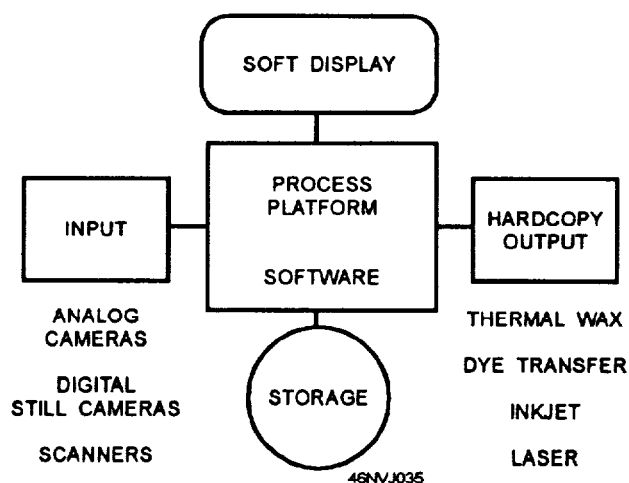 SOFT DISPLAY
PROCESS
PLATFORM
SOFTWARE
INPUT
HARDCOPY
OUTPUT
ANALOG
CAMERAS
DIGITAL
STILL CAMERAS
SCANNERS
STORAGE
THERMAL WAX
DYE TRANSFER
INKJET
LASER
46NVJ035